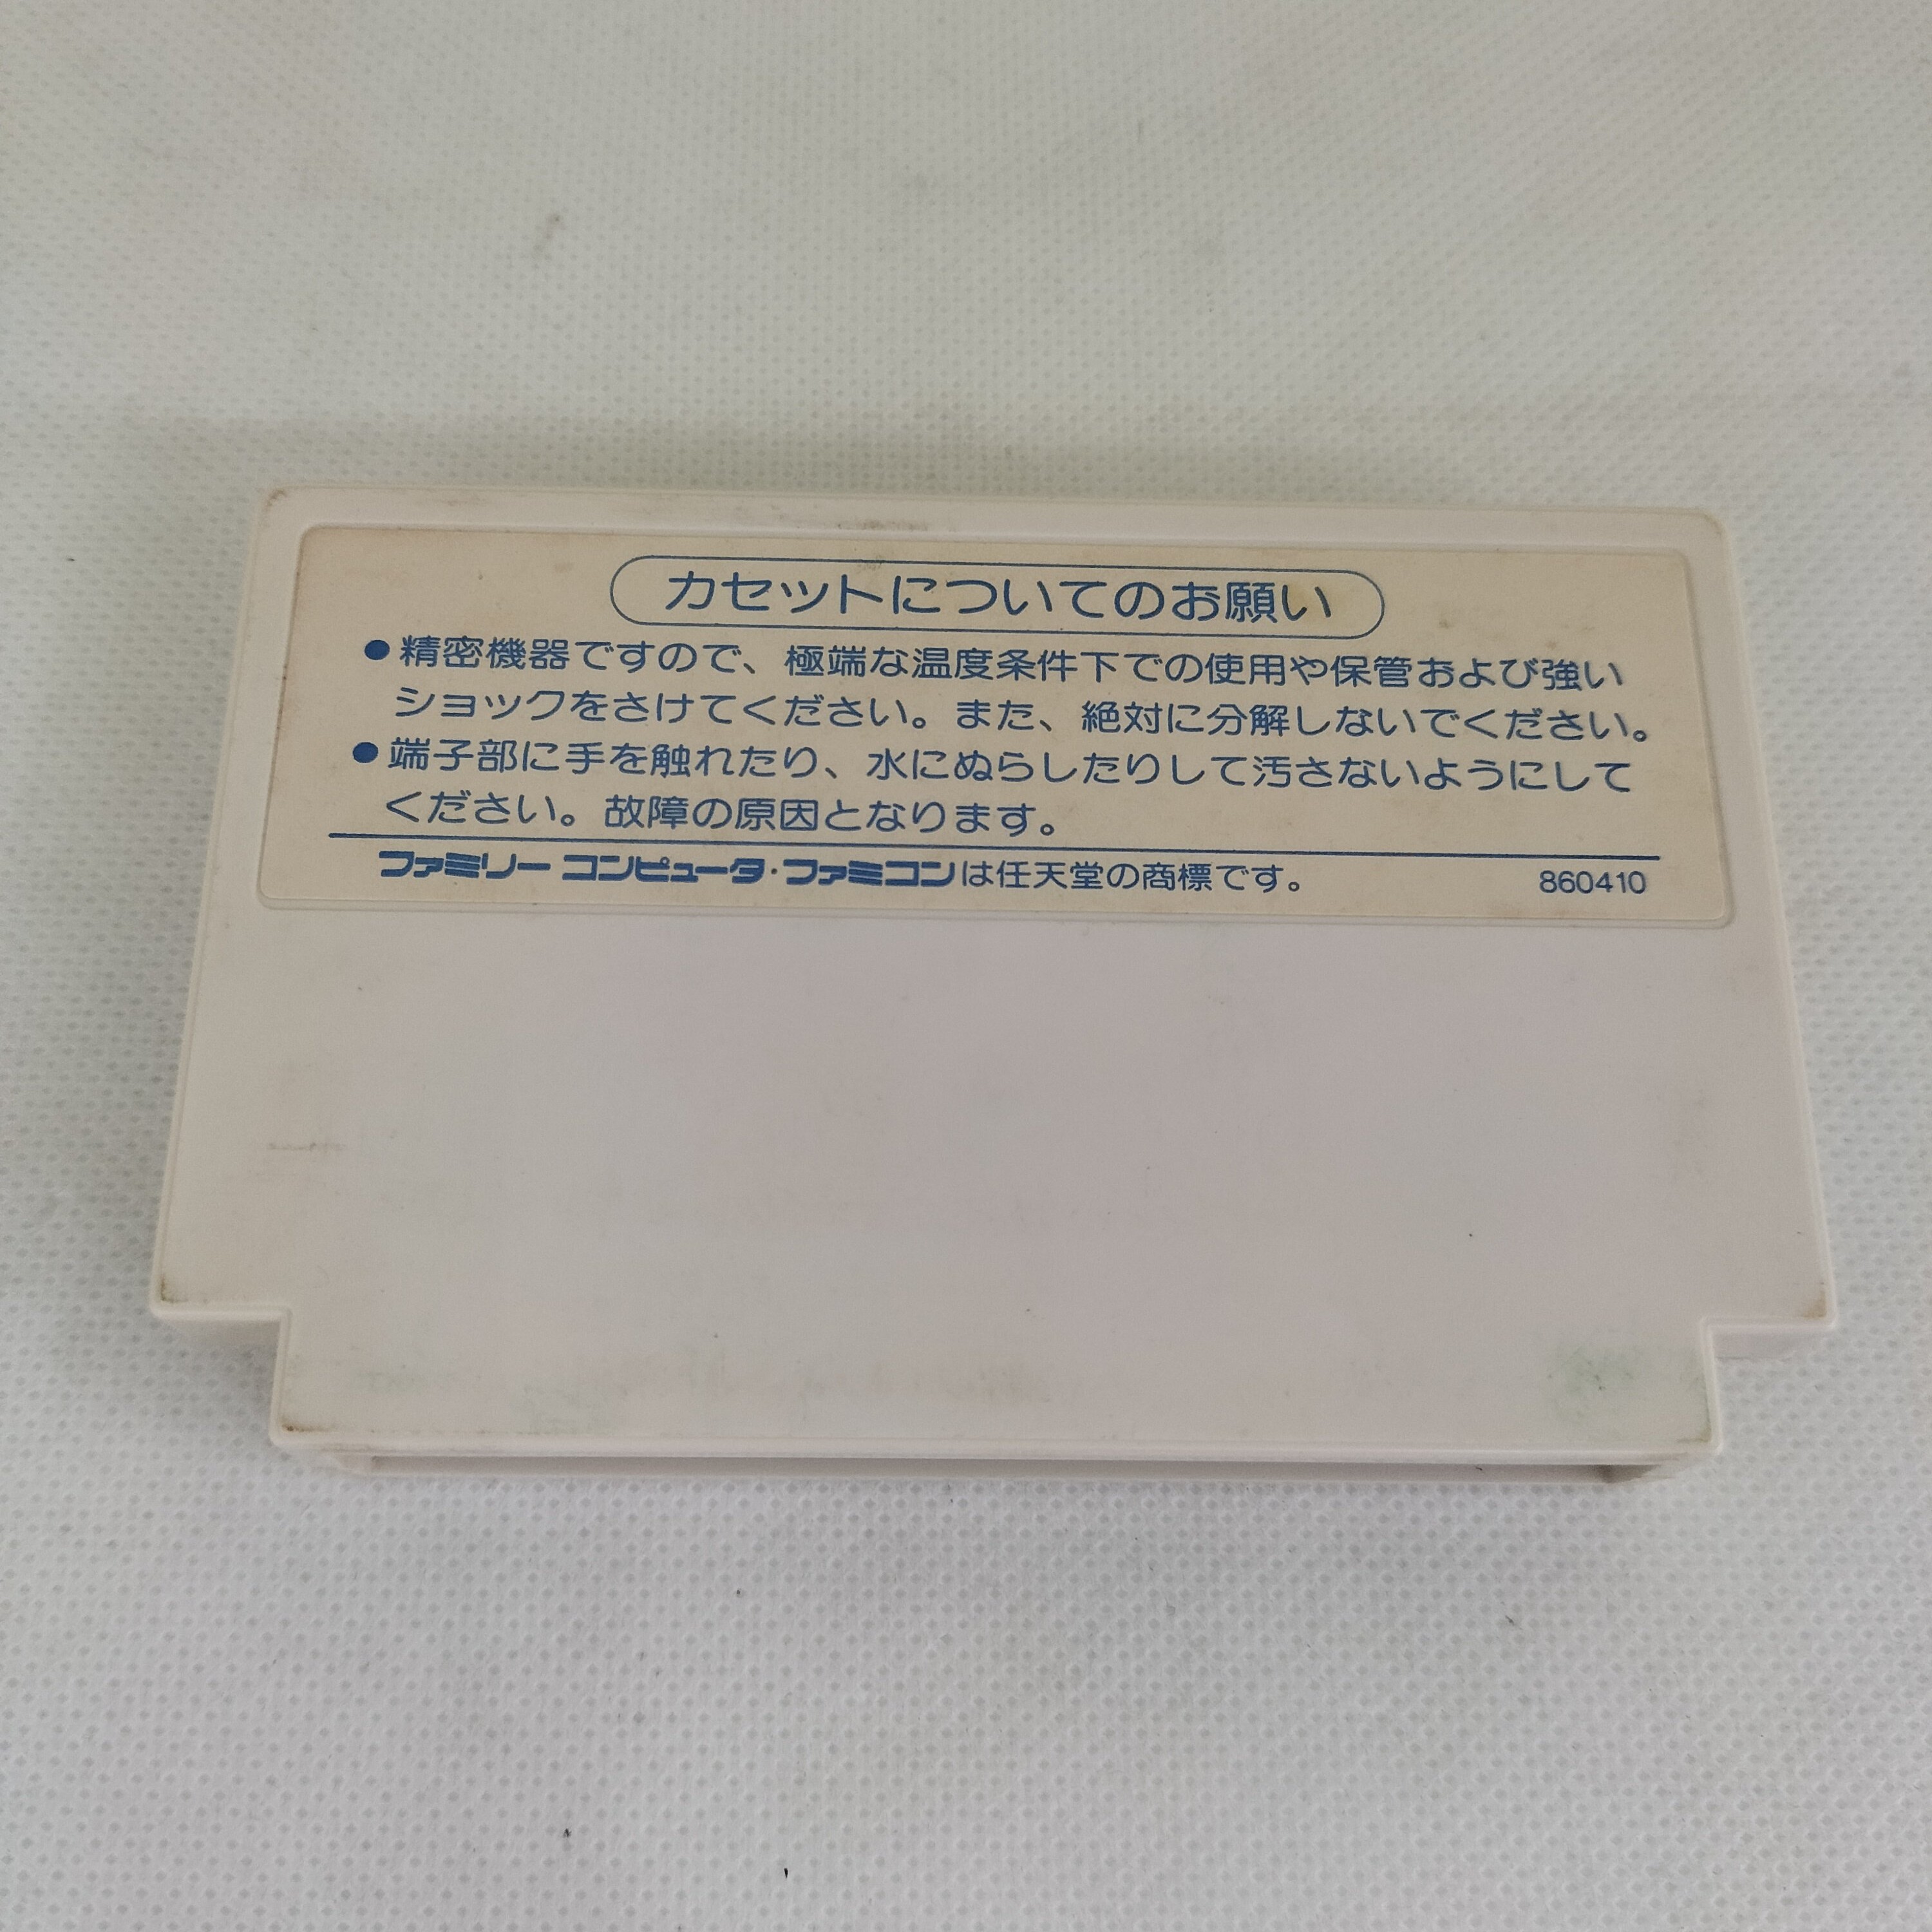 カセットについてのお願い
●精密機器ですので、極端な温度条件下での使用や保管および強い
ショックをさけてください。また、絶対に分解しないでください。
●端子部に手を触れたり、水にぬらしたりして汚さないようにして
ください。故障の原因となります。
ファミリー コンピュータ・ファミコンは任天堂の商標です。 860410